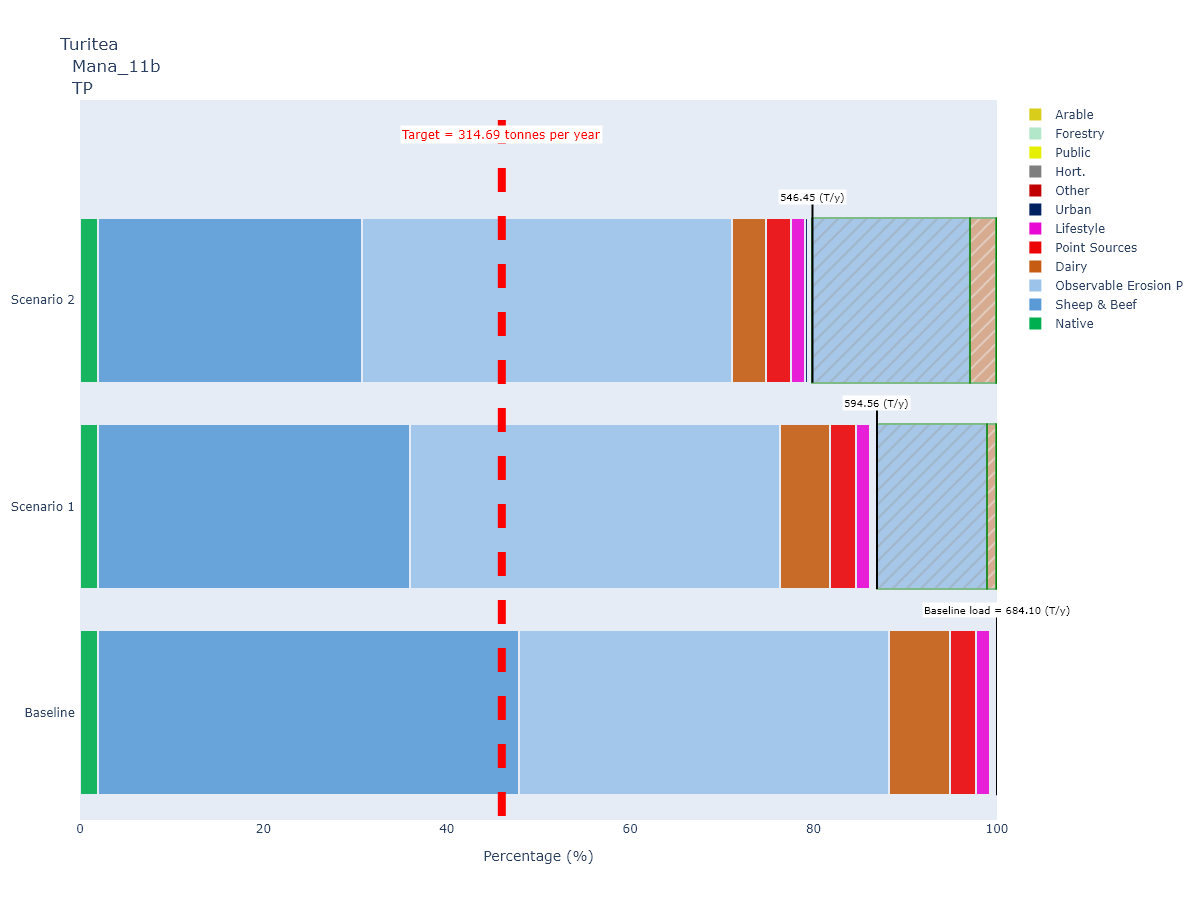 Turitea
Mana_11b
TP
Target = 314.69 tonnes per year
546.45 (T/y)
Scenario 2
594.56 (T/y)
Scenario 1
Baseline load = 684.10 (T/y)
Baseline
0 20 40 60 80 100
Percentage (%)
Arable
Forestry
Public
Hort.
Other
Urban
Lifestyle
Point Sources
Dairy
Observable Erosion P
Sheep & Beef
Native